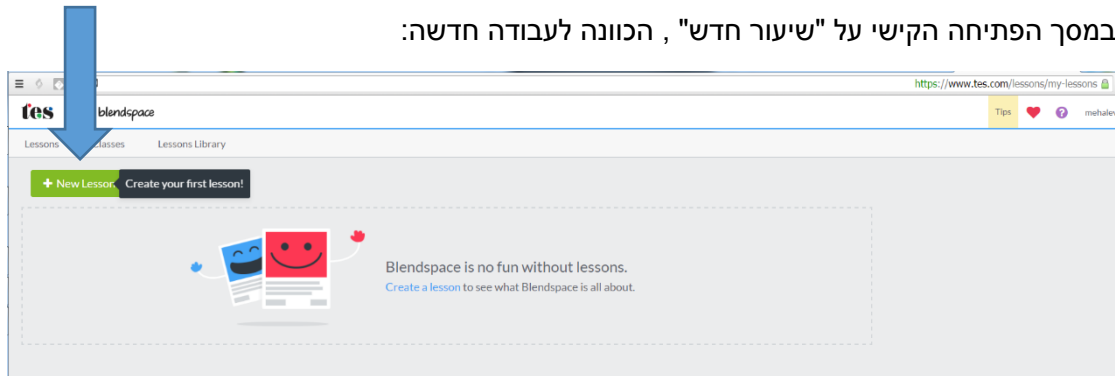 במסך הפתיחה הקישי על "שיעור חדש" , הכוונה לעבודה חדשה:
https://www.tes.com/lessons/my-lessons
tes blendspace Tips mehalev
Lessons Classes Lessons Library
+ New Lesson Create your first lesson!
Blendspace is no fun without lessons.
Create a lesson to see what Blendspace is all about.